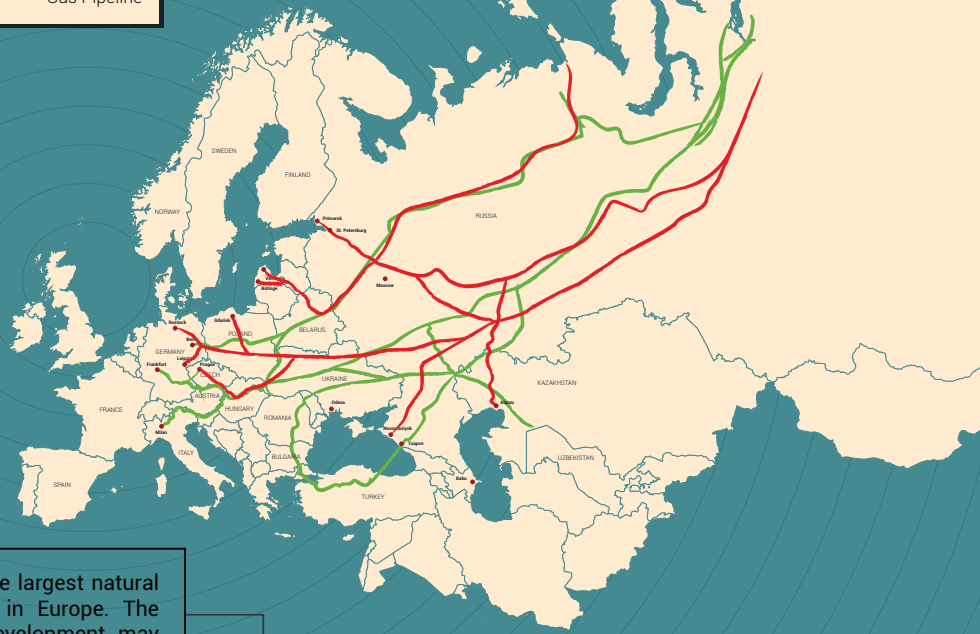 Gas Pipeline
SWEDEN
FINLAND
NORWAY
RUSSIA
Primorsk
St. Petersburg
Moscow
Butinge
Gdańsk
Rostock
POLAND
BELARUS
GERMANY
Frankfurt
Prague
CZECH
UKRAINE
KAZAKHSTAN
AUSTRIA
HUNGARY
FRANCE
ROMANIA
Odesa
Novorossiysk
Tuapse
Milan
ITALY
BULGARIA
UZBEKISTAN
SPAIN
Baku
TURKEY
e largest natural
in Europe. The